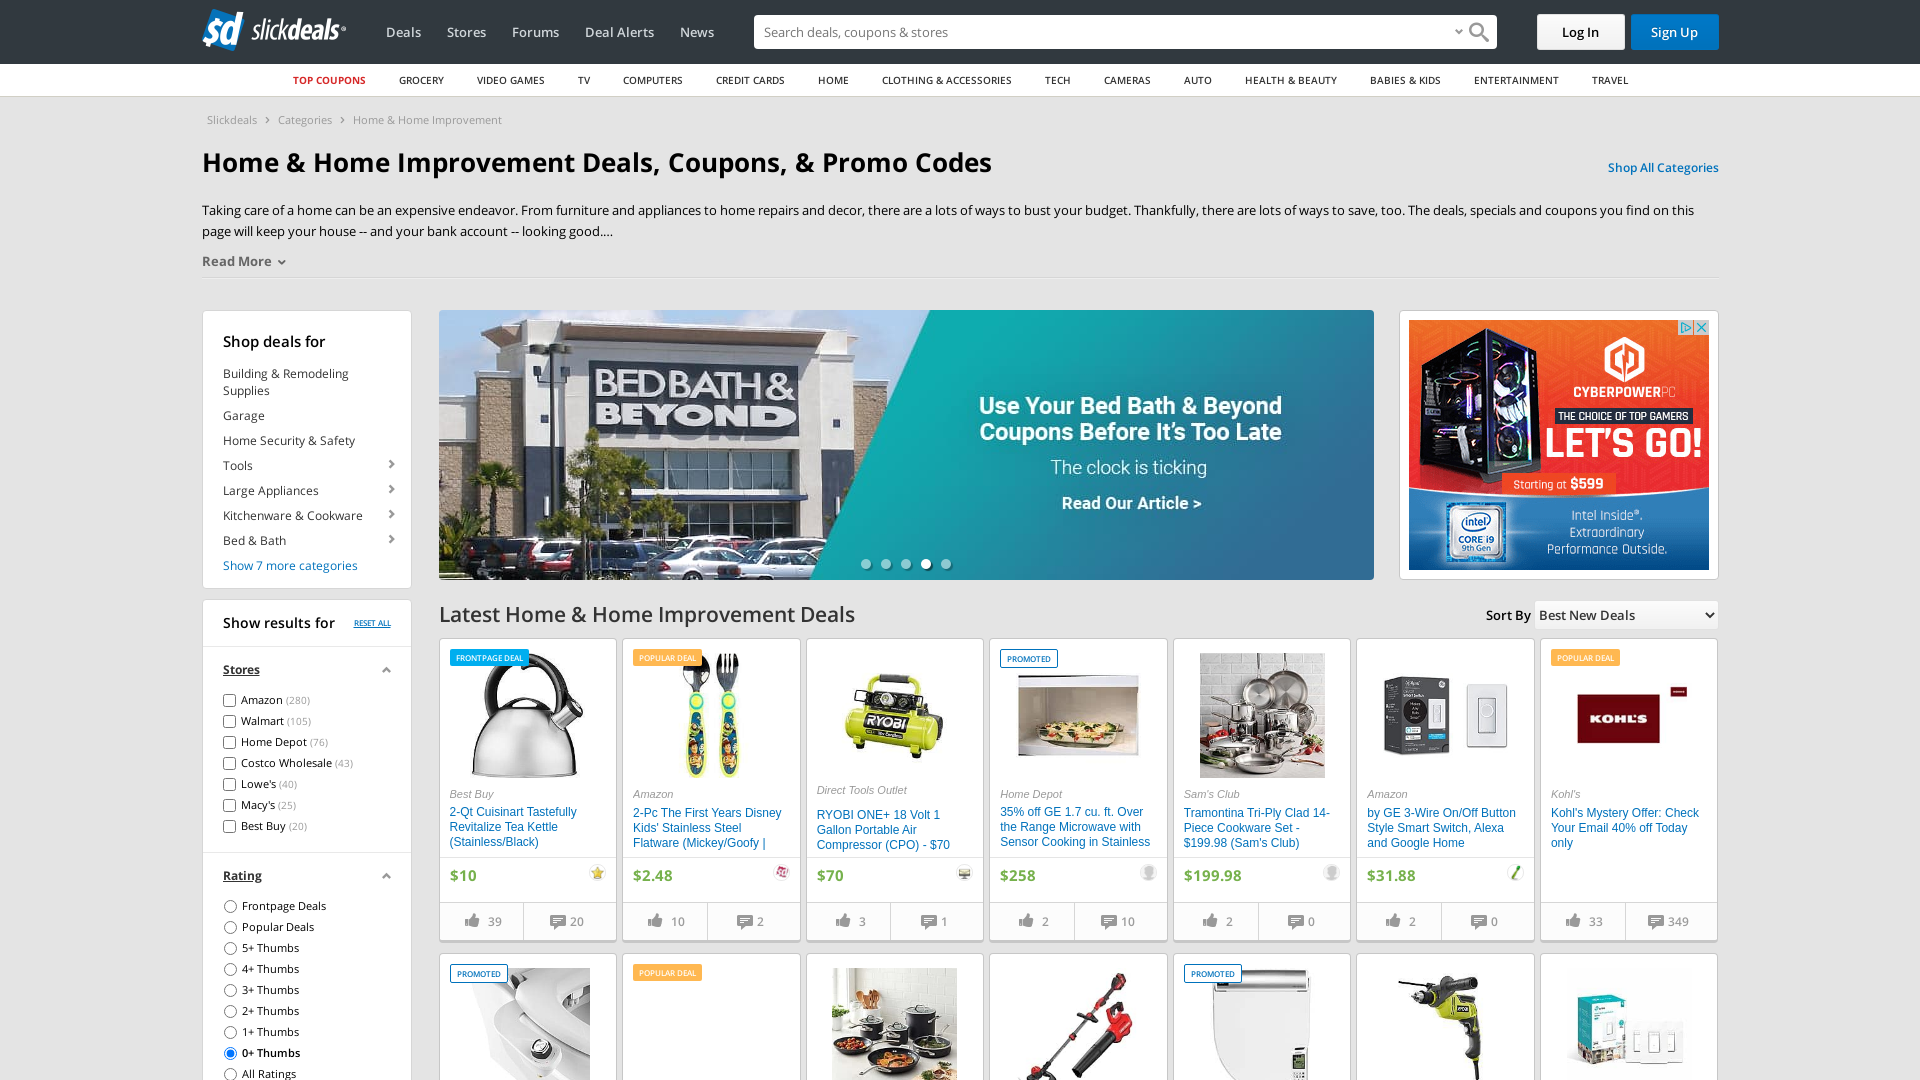 sd slickdeals
Deals
Stores
Forums
Deal Alerts
News
Search deals, coupons & stores
Log In
Sign Up
TOP COUPONS
GROCERY
VIDEO GAMES
TV
COMPUTERS
CREDIT CARDS
HOME
CLOTHING & ACCESSORIES
TECH
CAMERAS
AUTO
HEALTH & BEAUTY
BABIES & KIDS
ENTERTAINMENT
TRAVEL
Slickdeals > Categories > Home & Home Improvement
Home & Home Improvement Deals, Coupons, & Promo Codes
Shop All Categories
Taking care of a home can be an expensive endeavor. From furniture and appliances to home repairs and decor, there are a lots of ways to bust your budget. Thankfully, there are lots of ways to save, too. The deals, specials and coupons you find on this
page will keep your house -- and your bank account -- looking good....
Read More
Shop deals for
Building & Remodeling
Supplies
Garage
Home Security & Safety
Tools
Large Appliances
Kitchenware & Cookware
Bed & Bath
Show 7 more categories
BED BATH &
BEYOND
Use Your Bed Bath & Beyond
Coupons Before It's Too Late
The clock is ticking
Read Our Article >
CYBERPOWERPC
THE CHOICE OF TOP GAMERS
LET'S GO!
Starting at $599
intel
CORE i9
9th Gen
Intel Inside®.
Extraordinary
Performance Outside.
Show results for
RESET ALL
Stores
Amazon (280)
Walmart (105)
Home Depot (76)
Costco Wholesale (43)
Lowe's (40)
Macy's (25)
Best Buy (20)
Rating
Frontpage Deals
Popular Deals
5+ Thumbs
4+ Thumbs
3+ Thumbs
2+ Thumbs
1+ Thumbs
0+ Thumbs
All Ratings
Latest Home & Home Improvement Deals
Sort By
Best New Deals
FRONTPAGE DEAL
Best Buy
2-Qt Cuisinart Tastefully
Revitalize Tea Kettle
(Stainless/Black)
$10
39
20
POPULAR DEAL
Amazon
2-Pc The First Years Disney
Kids' Stainless Steel
Flatware (Mickey/Goofy |
$2.48
10
2
RYOBI
Direct Tools Outlet
RYOBI ONE+ 18 Volt 1
Gallon Portable Air
Compressor (CPO) - $70
$70
3
1
PROMOTED
Home Depot
35% off GE 1.7 cu. ft. Over
the Range Microwave with
Sensor Cooking in Stainless
$258
2
10
Sam's Club
Tramontina Tri-Ply Clad 14-
Piece Cookware Set -
$199.98 (Sam's Club)
$199.98
2
0
Amazon
by GE 3-Wire On/Off Button
Style Smart Switch, Alexa
and Google Home
$31.88
2
0
POPULAR DEAL
KOHL'S
Kohl's
Kohl's Mystery Offer: Check
Your Email 40% off Today
only
33
349
PROMOTED
POPULAR DEAL
PROMOTED